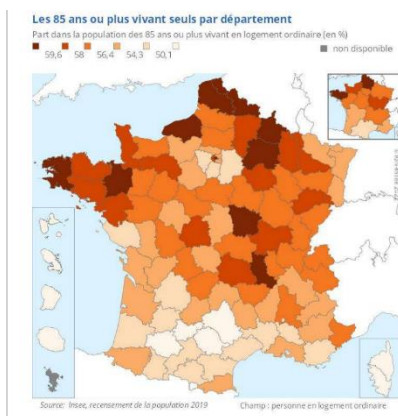 Les 85 ans ou plus vivant seuls par département
Part dans la population des 85 ans ou plus vivant en logement ordinaire (en %)
59,6 58 56,4 54,3 50,1 non disponible
Source: Insee, recensement de la population 2019 Champ : personne en logement ordinaire